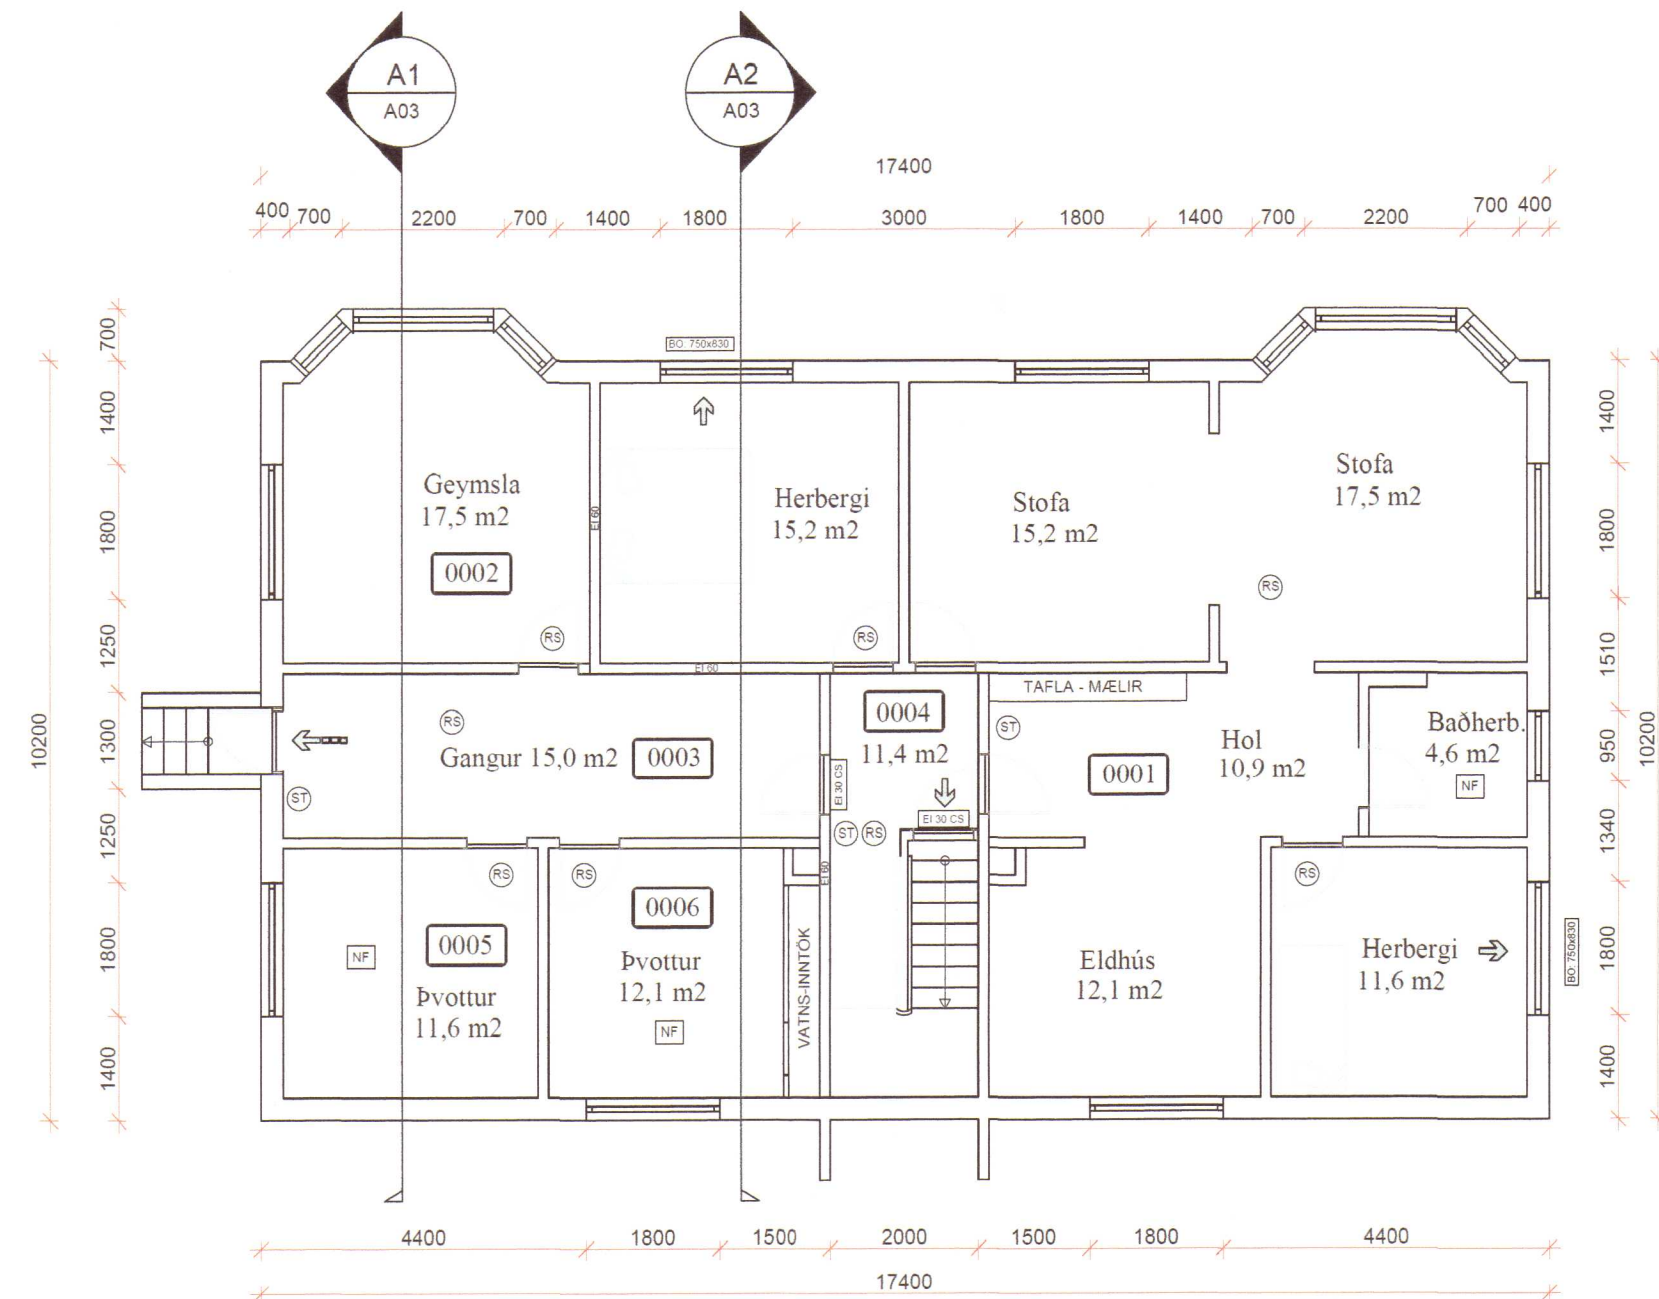 A1
A03
A2
A03
17400
400 700 2200 700 1400 1800 3000 1800 1400 700 2200 700 400
700
1400
1800
1250
1300
1250
1800
1400
10200
BO: 750x830
Geymsla
17,5 m2
0002
RS
EI 60
Herbergi
15,2 m2
RS
EI 60
Stofa
15,2 m2
Stofa
17,5 m2
RS
RS
Gangur 15,0 m2
0003
ST
0004
11,4 m2
EI 30 CS
EI 30 CS
ST RS
EI 60
TAFLA - MÆLIR
ST
0001
Hol
10,9 m2
Baðherb.
4,6 m2
NF
RS
NF
0005
Þvottur
11,6 m2
RS
0006
Þvottur
12,1 m2
NF
VATNS-INNTÖK
Eldhús
12,1 m2
RS
Herbergi
11,6 m2
BO: 750x830
1400
1800
1510
950
1340
1800
1400
10200
4400 1800 1500 2000 1500 1800 4400
17400